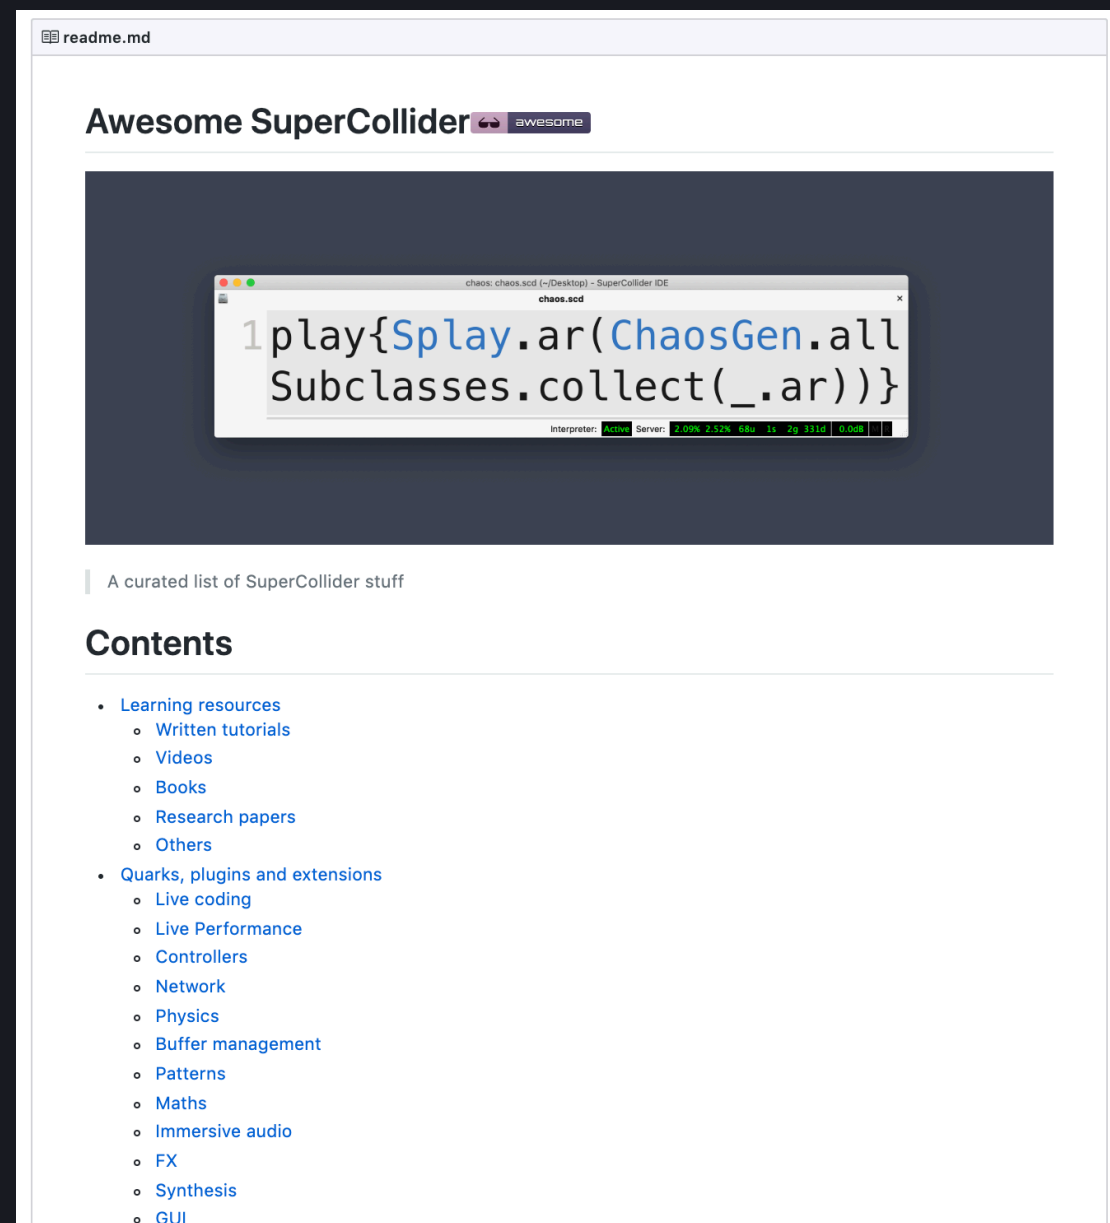 readme.md
Awesome SuperCollider awesome
chaos: chaos.scd (~/Desktop) - SuperCollider IDE
chaos.scd ×
1 play{Splay.ar(ChaosGen.all
Subclasses.collect(_.ar))}
Interpreter: Active Server: 2.09% 2.52% 68u 1s 2g 331d 0.0dB
A curated list of SuperCollider stuff
Contents
Learning resources
Written tutorials
Videos
Books
Research papers
Others
Quarks, plugins and extensions
Live coding
Live Performance
Controllers
Network
Physics
Buffer management
Patterns
Maths
Immersive audio
FX
Synthesis
GUI